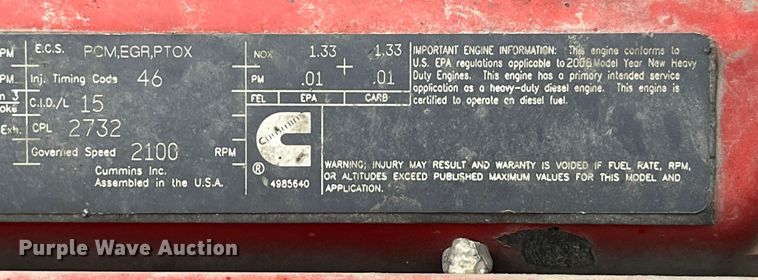 PM E.C.S. PCM,EGR,PTOX
PM Inj. Timing Code 46
n 3 C.I.D./L 15
oke
Exh. CPL 2732
Governed Speed 2100 RPM
Cummins Inc.
Assembled in the U.S.A.
NOX 1.33 1.33
+ +
PM .01 .01
FEL EPA CARB
Cummins
®
4985640
IMPORTANT ENGINE INFORMATION: This engine conforms to
U.S. EPA regulations applicable to 2008 Model Year New Heavy
Duty Engines. This engine has a primary intended service
application as a heavy-duty diesel engine. This engine is
certified to operate on diesel fuel.
WARNING; INJURY MAY RESULT AND WARANTY IS VOIDED IF FUEL RATE, RPM,
OR ALTITUDES EXCEED PUBLISHED MAXIMUM VALUES FOR THIS MODEL AND
APPLICATION.
Purple Wave Auction